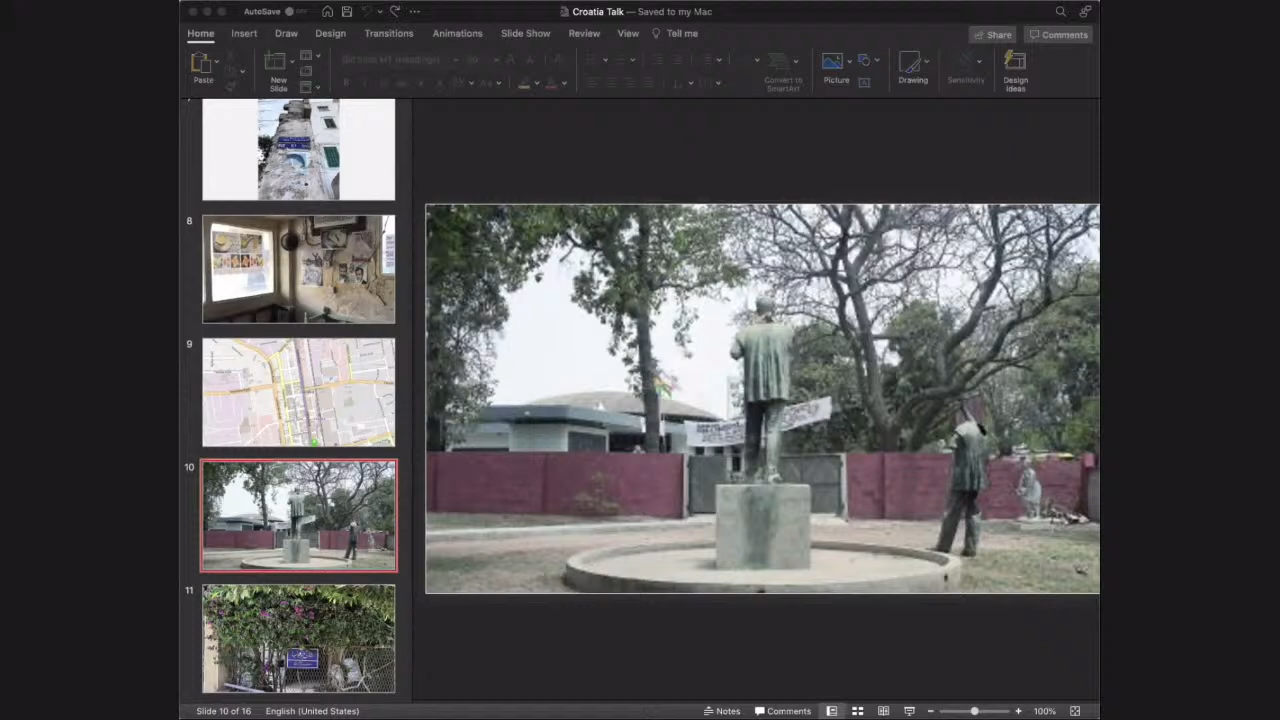 AutoSave
OFF
Croatia Talk — Saved to my Mac
Home
Insert
Draw
Design
Transitions
Animations
Slide Show
Review
View
Tell me
Share
Comments
Paste
New
Slide
Convert to
SmartArt
Picture
Drawing
Sensitivity
Design
Ideas
8
9
10
11
Slide 10 of 16
English (United States)
Notes
Comments
100%